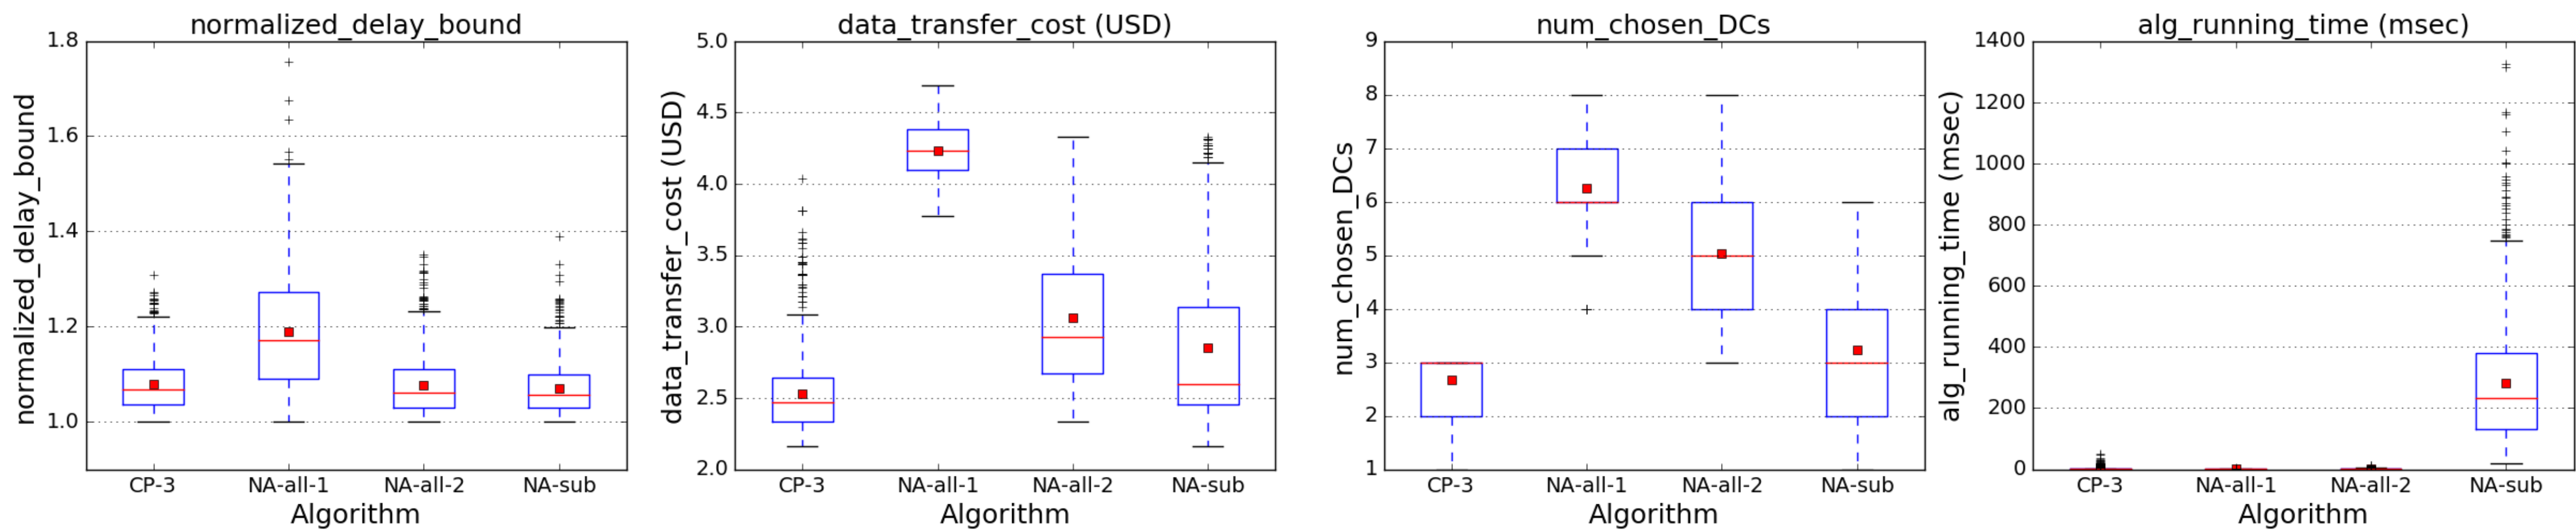 normalized_delay_bound
normalized_delay_bound
1.8
1.6
1.4
1.2
1.0
CP-3 NA-all-1 NA-all-2 NA-sub
Algorithm
data_transfer_cost (USD)
data_transfer_cost (USD)
5.0
4.5
4.0
3.5
3.0
2.5
2.0
CP-3 NA-all-1 NA-all-2 NA-sub
Algorithm
num_chosen_DCs
num_chosen_DCs
9
8
7
6
5
4
3
2
1
CP-3 NA-all-1 NA-all-2 NA-sub
Algorithm
alg_running_time (msec)
alg_running_time (msec)
1400
1200
1000
800
600
400
200
0
CP-3 NA-all-1 NA-all-2 NA-sub
Algorithm